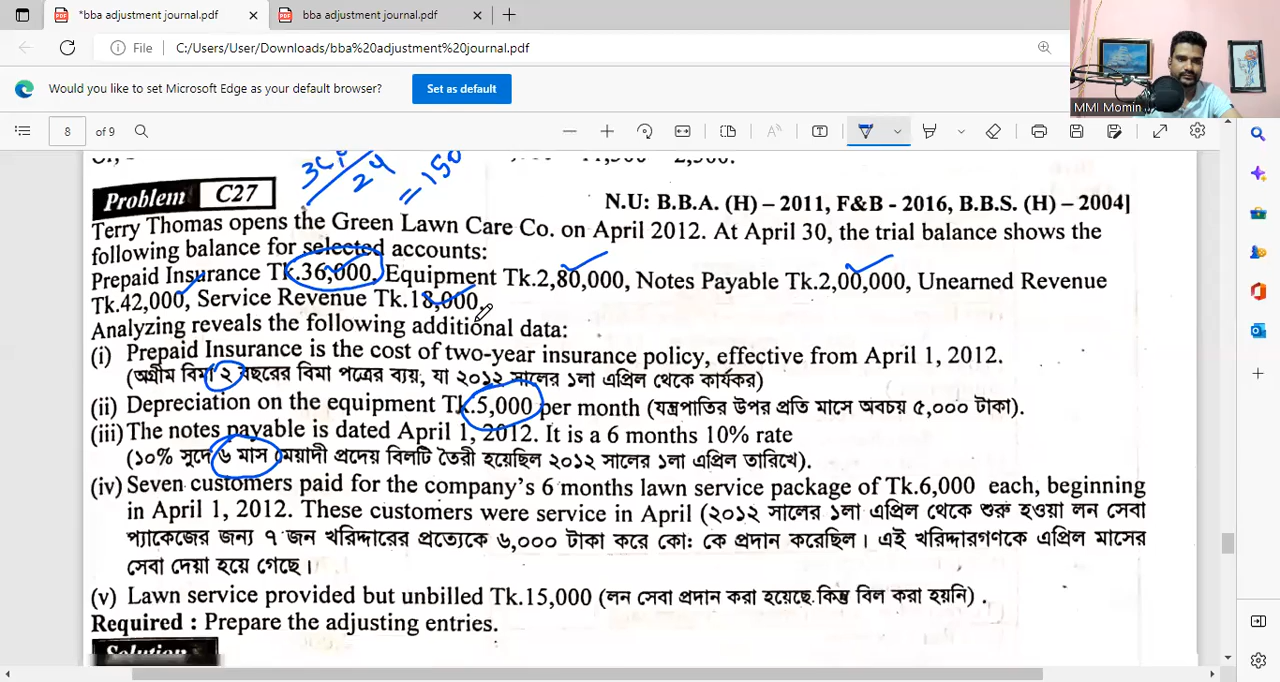 *bba adjustment journal.pdf
bba adjustment journal.pdf
File
C:/Users/User/Downloads/bba%20adjustment%20journal.pdf
Would you like to set Microsoft Edge as your default browser?
Set as default
MMI Momin
8 of 9
24
= 150
Problem C27
N.U: B.B.A. (H) – 2011, F&B - 2016, B.B.S. (H) – 2004]
Terry Thomas opens the Green Lawn Care Co. on April 2012. At April 30, the trial balance shows the
following balance for selected accounts:
Prepaid Insurance Tk.36,000, Equipment Tk.2,80,000, Notes Payable Tk.2,00,000, Unearned Revenue
Tk.42,000, Service Revenue Tk.18,000.
Analyzing reveals the following additional data:
(i) Prepaid Insurance is the cost of two-year insurance policy, effective from April 1, 2012.
(অগ্রীম বিমা ২ বছরের বিমা পত্রের ব্যয়, যা ২০১২ সালের ১লা এপ্রিল থেকে কার্যকর)
(ii) Depreciation on the equipment Tk.5,000 per month (যন্ত্রপাতির উপর প্রতি মাসে অবচয় ৫,০০০ টাকা).
(iii) The notes payable is dated April 1, 2012. It is a 6 months 10% rate
(১০% সুদে ৬ মাস মেয়াদী প্রদেয় বিলটি তৈরী হয়েছিল ২০১২ সালের ১লা এপ্রিল তারিখে).
(iv) Seven customers paid for the company's 6 months lawn service package of Tk.6,000 each, beginning
in April 1, 2012. These customers were service in April (২০১২ সালের ১লা এপ্রিল থেকে শুরু হওয়া লন সেবা
প্যাকেজের জন্য ৭ জন খরিদ্দারের প্রত্যেকে ৬,০০০ টাকা করে কোঃ কে প্রদান করেছিল। এই খরিদ্দারগণকে এপ্রিল মাসের
সেবা দেয়া হয়ে গেছে।
(v) Lawn service provided but unbilled Tk.15,000 (লন সেবা প্রদান করা হয়েছে কিন্তু বিল করা হয়নি) .
Required : Prepare the adjusting entries.
Solution